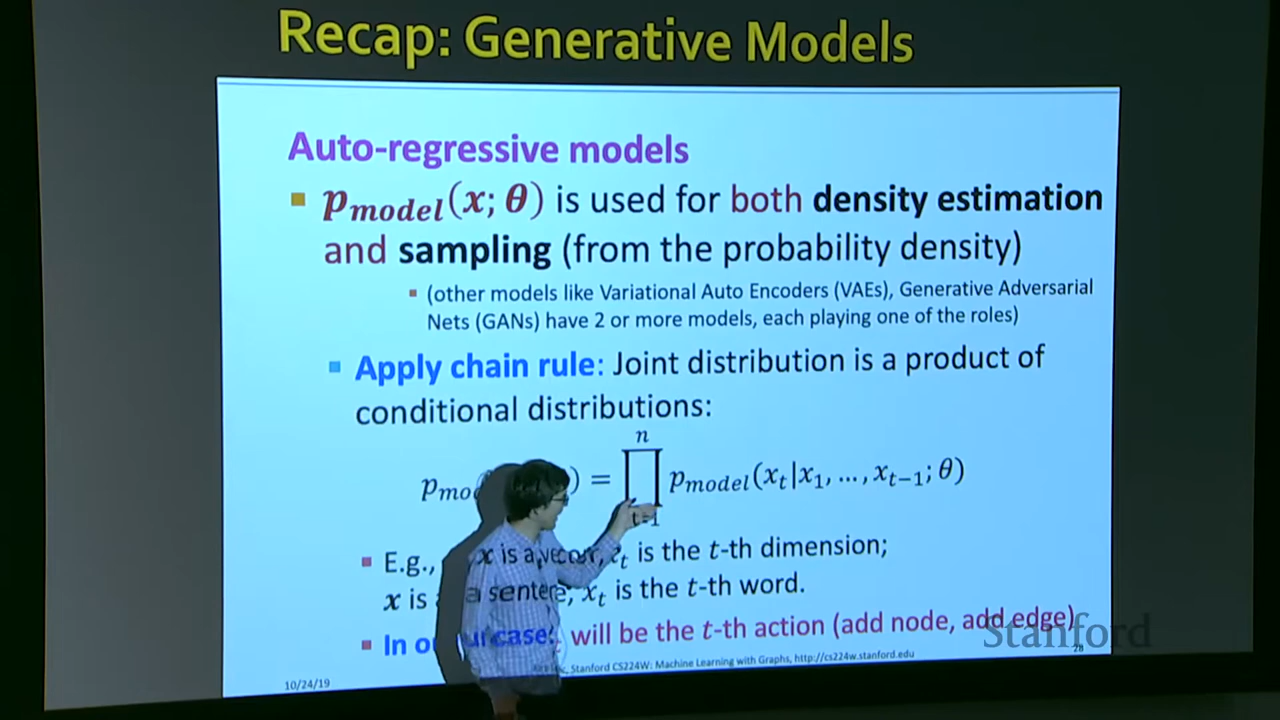 Recap: Generative Models
Auto-regressive models
p_model(x; θ) is used for both density estimation
and sampling (from the probability density)
(other models like Variational Auto Encoders (VAEs), Generative Adversarial
Nets (GANs) have 2 or more models, each playing one of the roles)
Apply chain rule: Joint distribution is a product of
conditional distributions:
) = ∏_{t=1}^{n} p_model(x_t|x_1, …, x_{t−1}; θ)
E.g., x is a vector, x_t is the t-th dimension;
x is a sentence, x_t is the t-th word.
will be the t-th action (add node, add edge)
Stanford
10/24/19
, Stanford CS224W: Machine Learning with Graphs, http://cs224w.stanford.edu